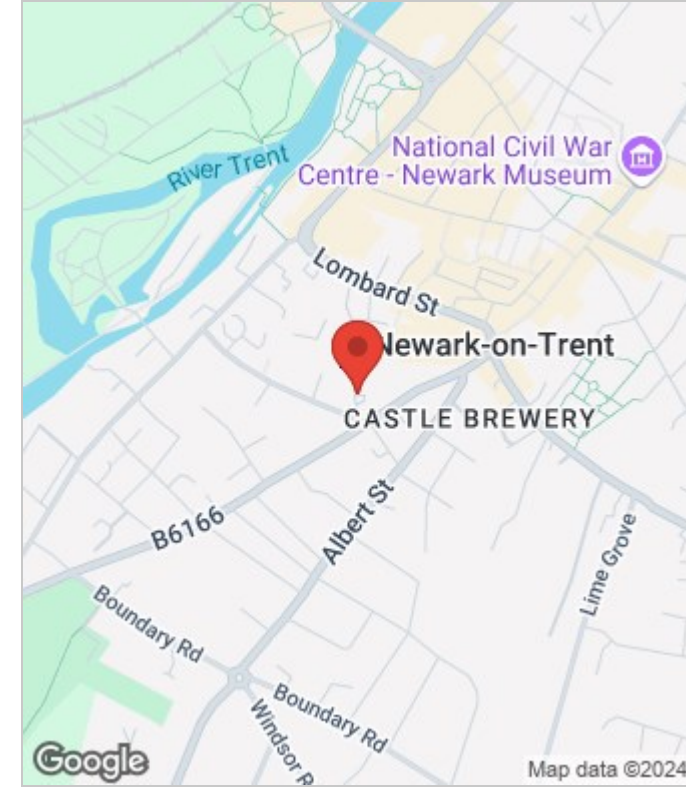 National Civil War
Centre - Newark Museum
River Trent
Lombard St
Newark-on-Trent
CASTLE BREWERY
Albert St
B6166
Lime Grove
Boundary Rd
Boundary Rd
Windsor R
Google
Map data ©2024